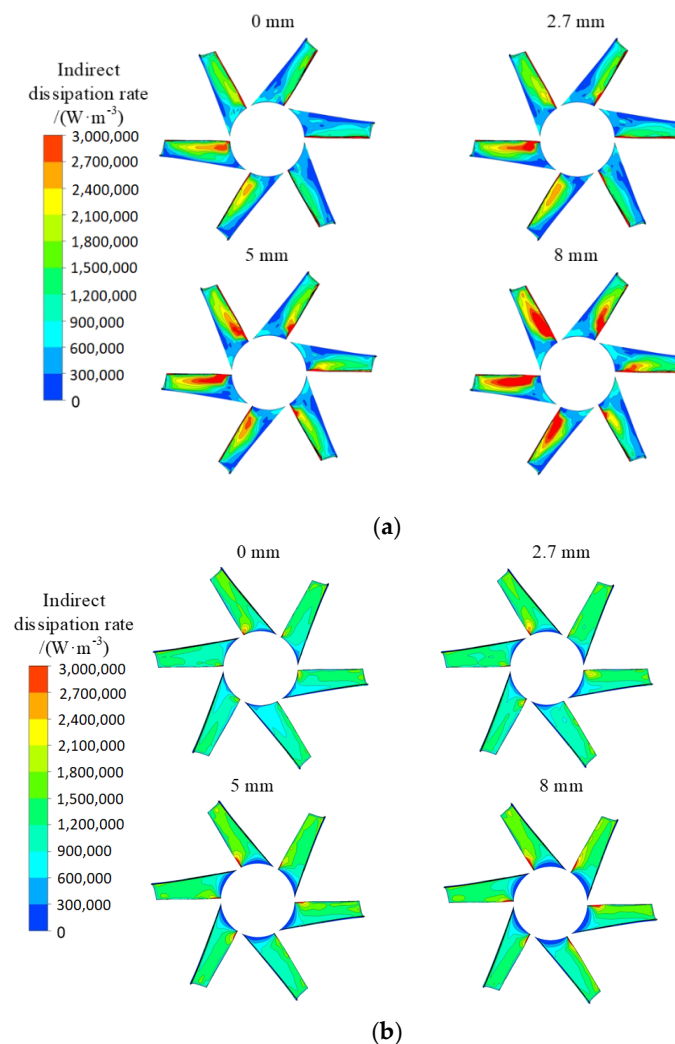 0 mm
2.7 mm
Indirect
dissipation rate
/(W·m⁻³)
3,000,000
2,700,000
2,400,000
2,100,000
1,800,000
1,500,000
1,200,000
900,000
600,000
300,000
0
5 mm
8 mm
(a)
0 mm
2.7 mm
Indirect
dissipation rate
/(W·m⁻³)
3,000,000
2,700,000
2,400,000
2,100,000
1,800,000
1,500,000
1,200,000
900,000
600,000
300,000
0
5 mm
8 mm
(b)